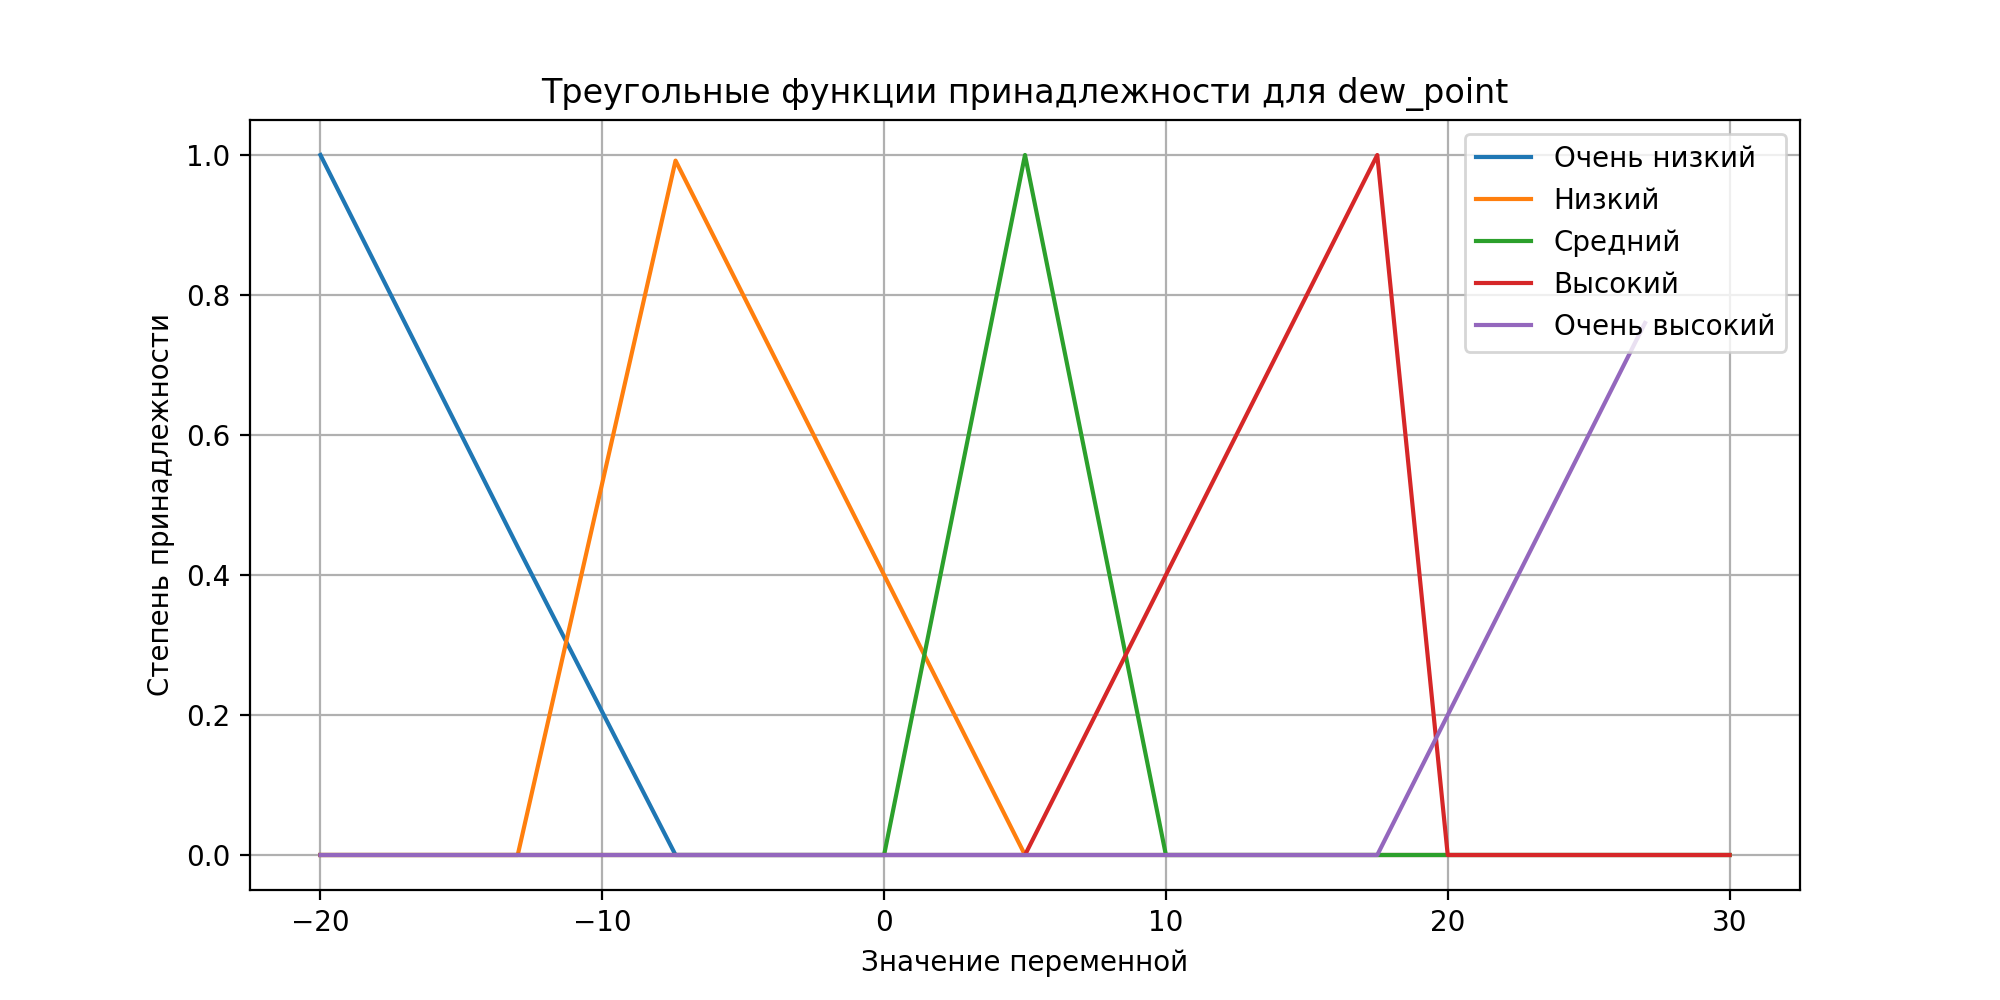 Треугольные функции принадлежности для dew_point
Степень принадлежности
1.0
0.8
0.6
0.4
0.2
0.0
Очень низкий
Низкий
Средний
Высокий
Очень высокий
−20
−10
0
10
20
30
Значение переменной